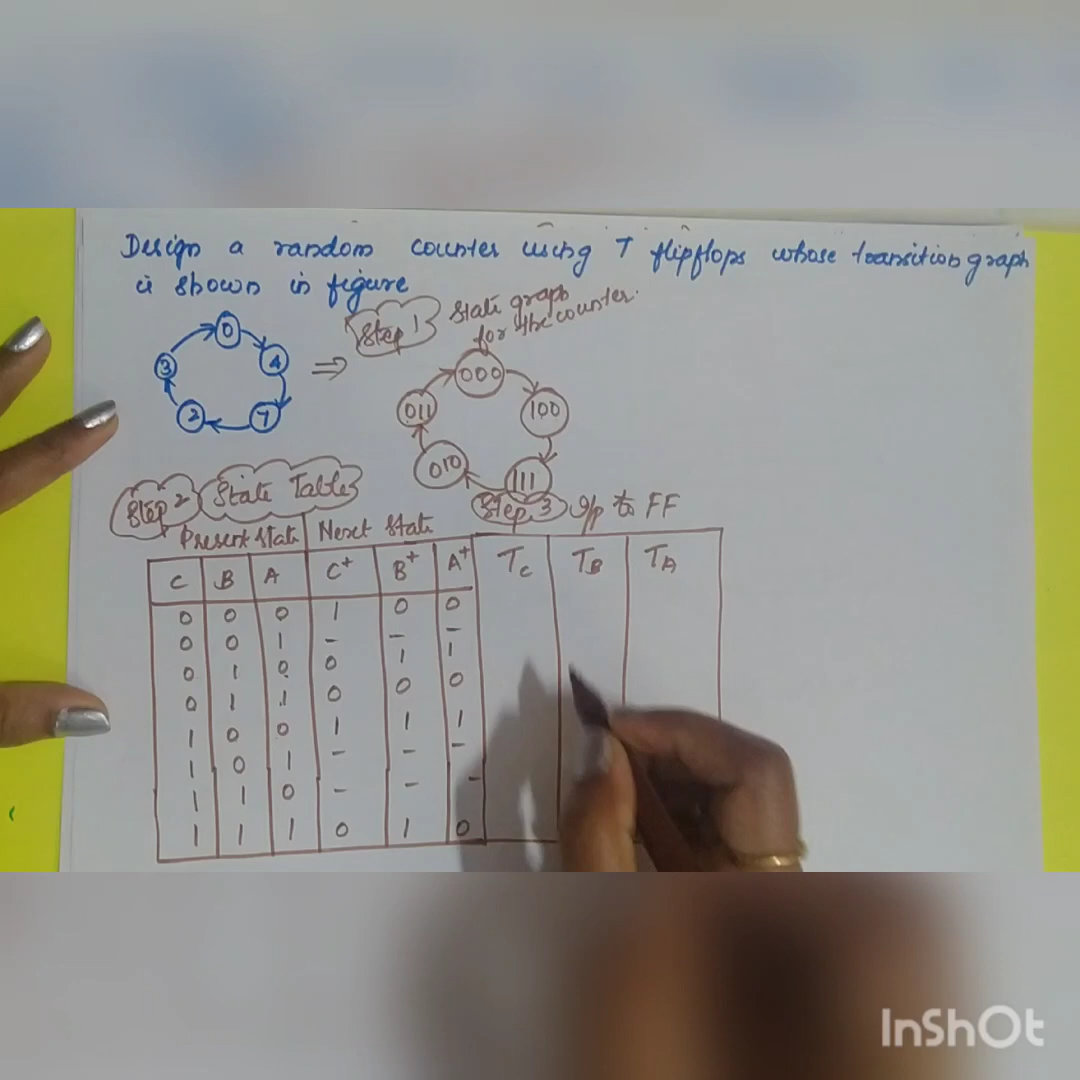 Design a random counter using T flipflops whose transition graph
is shown in figure
Step 1 State graph
for the counter.
0
4
7
2
3
⇒
000
100
111
010
011
Step 2 State Table
Step 3 i/p to FF
Present state Next state
C B A C+ B+ A+ TC TB TA
0 0 0 1 0 0
0 0 1 - - -
0 1 0 0 1 1
0 1 1 0 0 0
1 0 0 1 1 1
1 0 1 - - -
1 1 0 - - -
1 1 1 0 1 0
InShOt